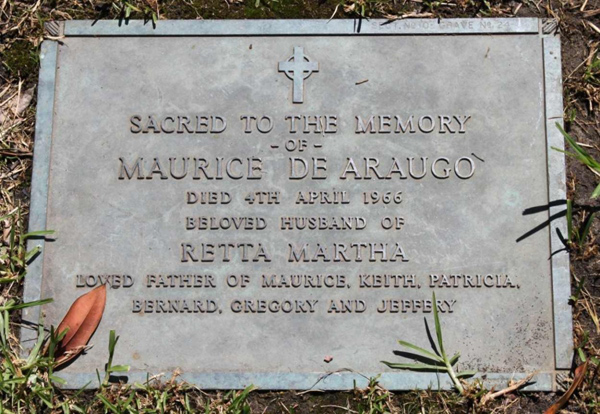 SACRED TO THE MEMORY
- OF -
MAURICE DE ARAUGO
DIED 4TH APRIL 1966
BELOVED HUSBAND OF
RETTA MARTHA
LOVED FATHER OF MAURICE, KEITH, PATRICIA,
BERNARD, GREGORY AND JEFFERY